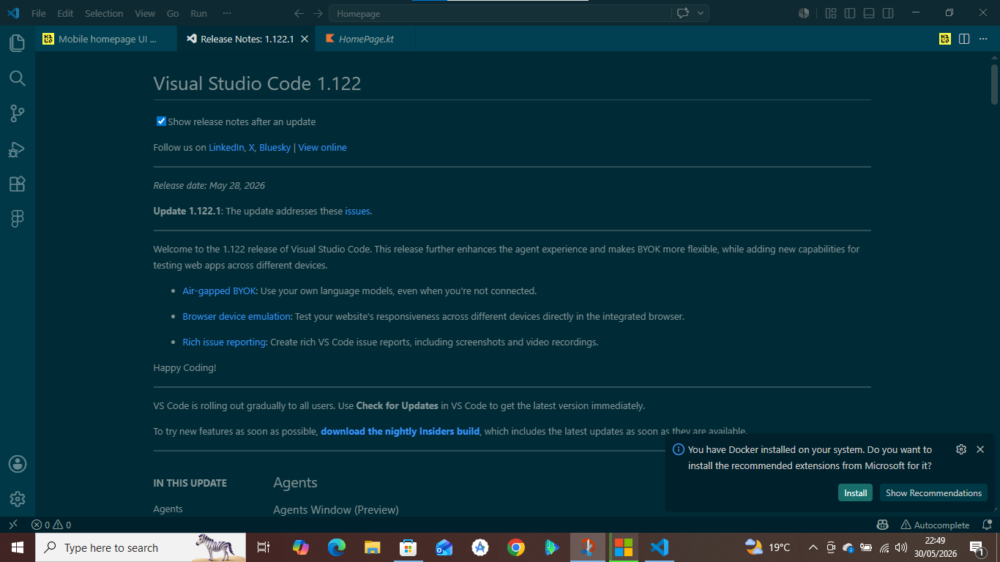 File Edit Selection View Go Run ···
Homepage
Mobile homepage UI ...
Release Notes: 1.122.1
HomePage.kt
Visual Studio Code 1.122
Show release notes after an update
Follow us on LinkedIn, X, Bluesky | View online
Release date: May 28, 2026
Update 1.122.1: The update addresses these issues.
Welcome to the 1.122 release of Visual Studio Code. This release further enhances the agent experience and makes BYOK more flexible, while adding new capabilities for
testing web apps across different devices.
• Air-gapped BYOK: Use your own language models, even when you're not connected.
• Browser device emulation: Test your website's responsiveness across different devices directly in the integrated browser.
• Rich issue reporting: Create rich VS Code issue reports, including screenshots and video recordings.
Happy Coding!
VS Code is rolling out gradually to all users. Use Check for Updates in VS Code to get the latest version immediately.
To try new features as soon as possible, download the nightly Insiders build, which includes the latest updates as soon as they are available.
You have Docker installed on your system. Do you want to
install the recommended extensions from Microsoft for it?
Install
Show Recommendations
IN THIS UPDATE
Agents
Agents
Agents Window (Preview)
0 0
Autocomplete
Type here to search
19°C
22:49
30/05/2026
1